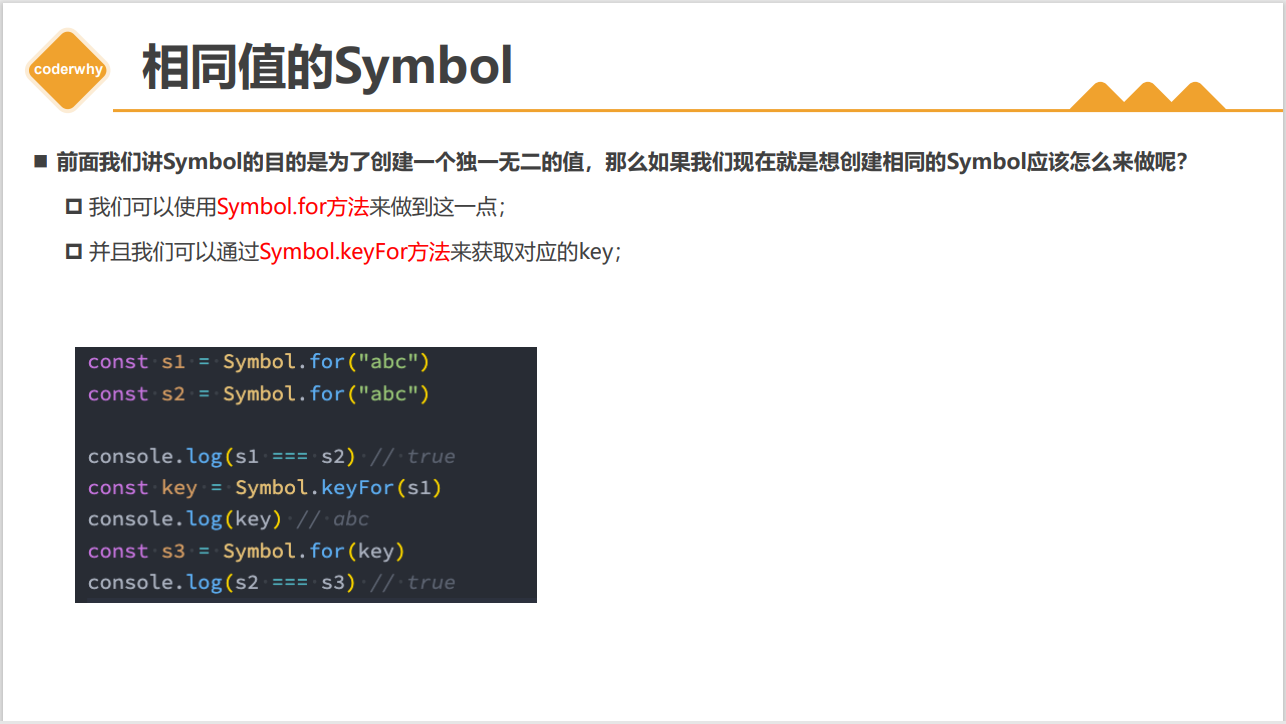 coderwhy
相同值的Symbol
前面我们讲Symbol的目的是为了创建一个独一无二的值，那么如果我们现在就是想创建相同的Symbol应该怎么来做呢？
我们可以使用Symbol.for方法来做到这一点；
并且我们可以通过Symbol.keyFor方法来获取对应的key；
const s1 = Symbol.for("abc")
const s2 = Symbol.for("abc")
console.log(s1 === s2) // true
const key = Symbol.keyFor(s1)
console.log(key) // abc
const s3 = Symbol.for(key)
console.log(s2 === s3) // true